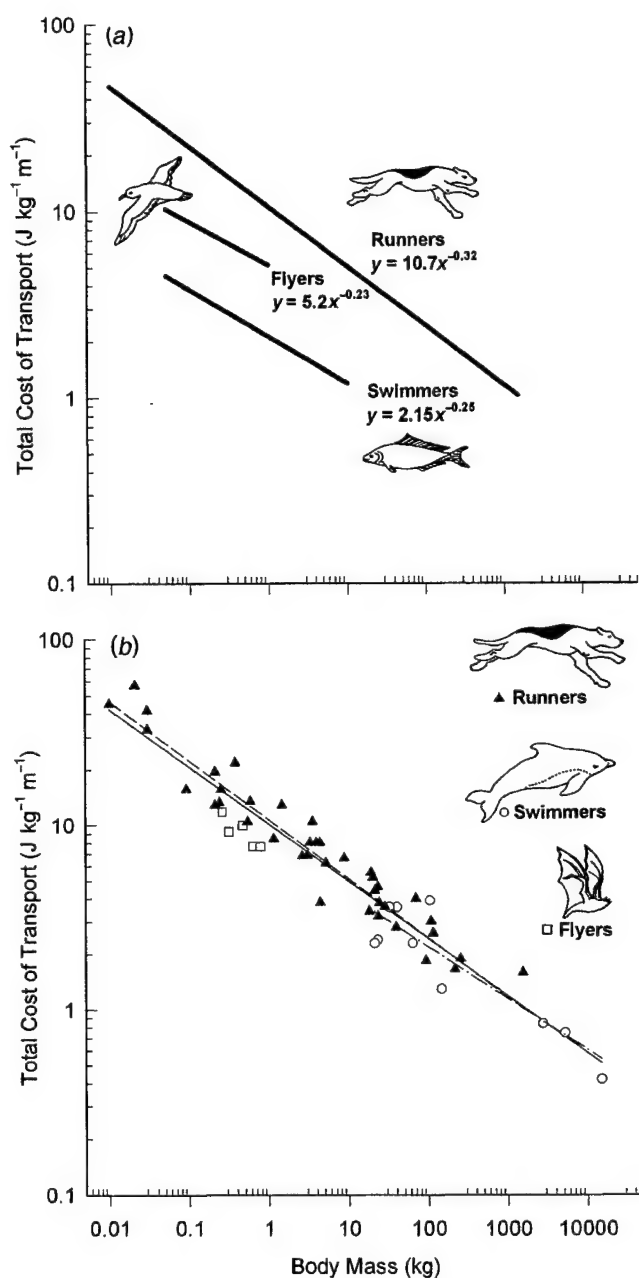 (a)
100
10
1
0.1
Total Cost of Transport (J kg⁻¹ m⁻¹)
Runners
y = 10.7x⁻⁰·³²
Flyers
y = 5.2x⁻⁰·²³
Swimmers
y = 2.15x⁻⁰·²⁵
(b)
100
10
1
0.1
Total Cost of Transport (J kg⁻¹ m⁻¹)
▲ Runners
○ Swimmers
□ Flyers
0.01 0.1 1 10 100 1000 10000
Body Mass (kg)